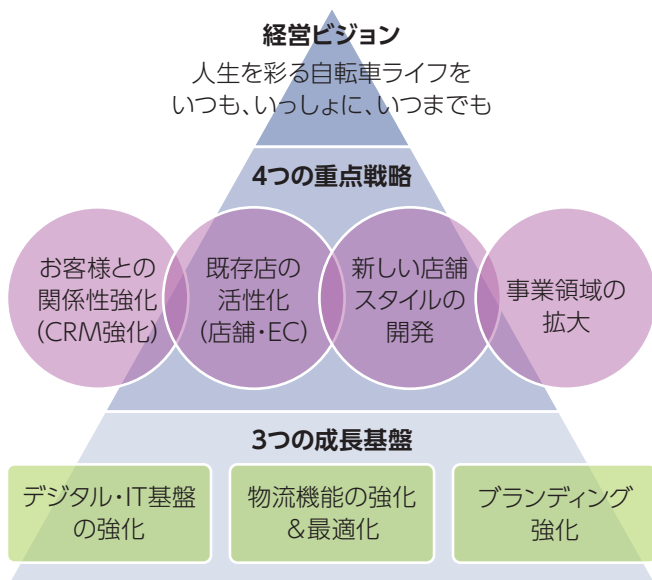 経営ビジョン
人生を彩る自転車ライフを
いつも、いっしょに、いつまでも
4つの重点戦略
お客様との
関係性強化
(CRM強化)
既存店の
活性化
(店舗・EC)
新しい店舗
スタイルの
開発
事業領域の
拡大
3つの成長基盤
デジタル・IT基盤
の強化
物流機能の強化
&最適化
ブランディング
強化